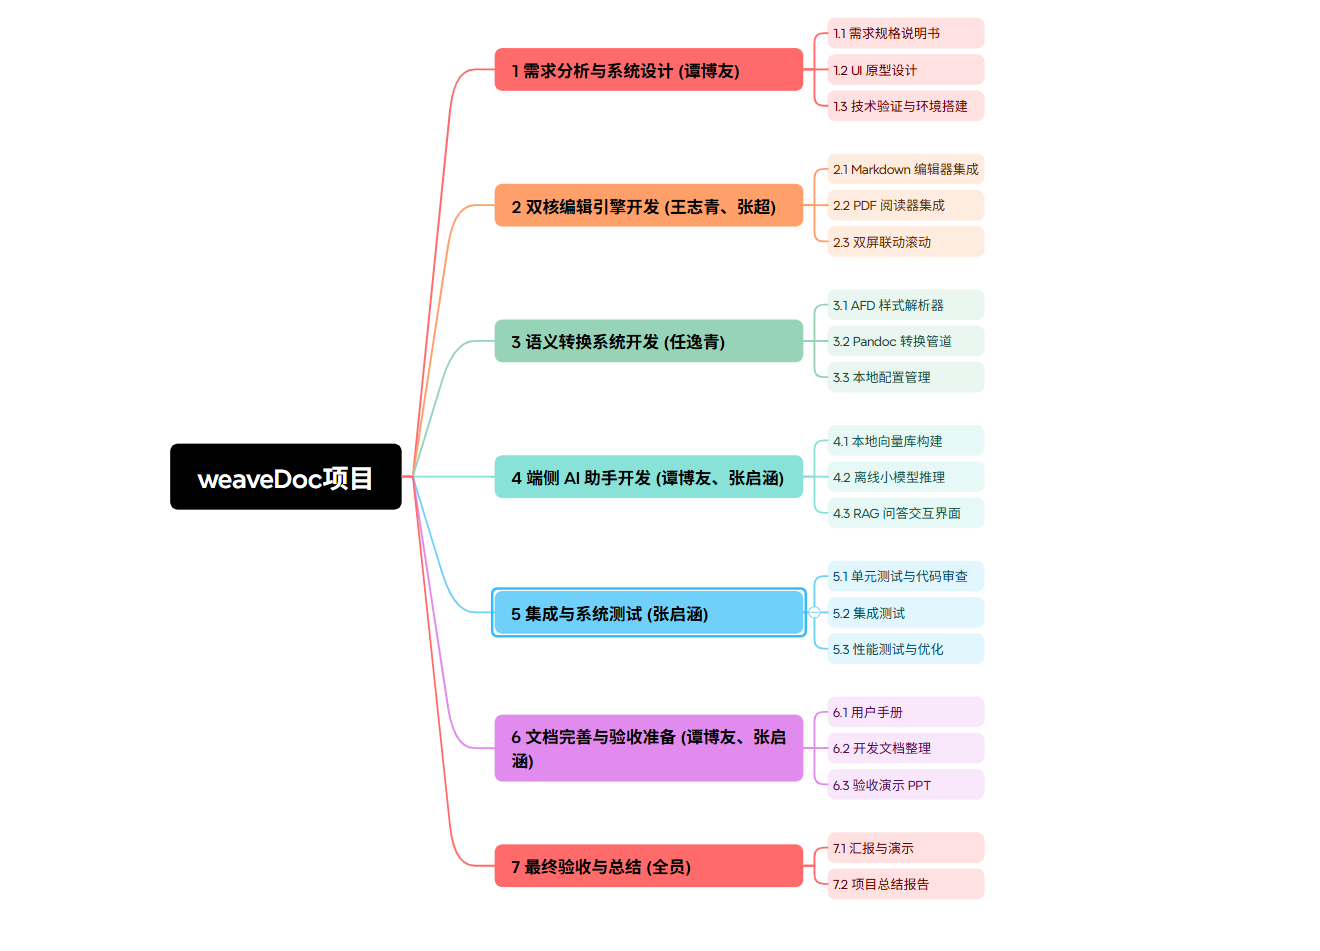 weaveDoc项目
1 需求分析与系统设计 (谭博友)
1.1 需求规格说明书
1.2 UI 原型设计
1.3 技术验证与环境搭建
2 双核编辑引擎开发 (王志青、张超)
2.1 Markdown 编辑器集成
2.2 PDF 阅读器集成
2.3 双屏联动滚动
3 语义转换系统开发 (任逸青)
3.1 AFD 样式解析器
3.2 Pandoc 转换管道
3.3 本地配置管理
4 端侧 AI 助手开发 (谭博友、张启涵)
4.1 本地向量库构建
4.2 离线小模型推理
4.3 RAG 问答交互界面
5 集成与系统测试 (张启涵)
5.1 单元测试与代码审查
5.2 集成测试
5.3 性能测试与优化
6 文档完善与验收准备 (谭博友、张启
涵)
6.1 用户手册
6.2 开发文档整理
6.3 验收演示 PPT
7 最终验收与总结 (全员)
7.1 汇报与演示
7.2 项目总结报告